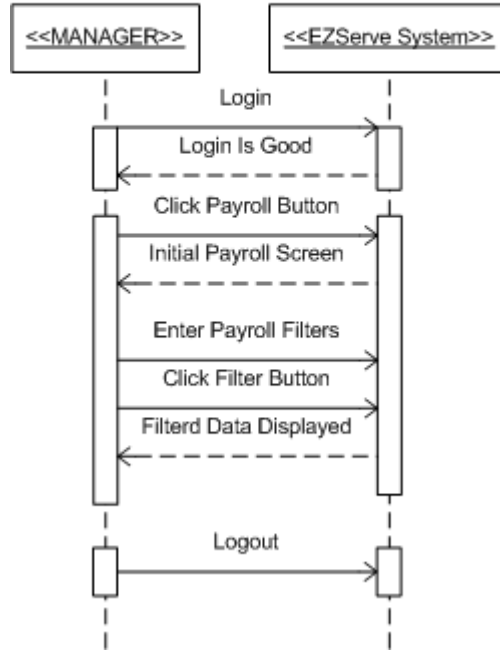 <<MANAGER>>
<<EZServe System>>
Login
Login Is Good
Click Payroll Button
Initial Payroll Screen
Enter Payroll Filters
Click Filter Button
Filterd Data Displayed
Logout